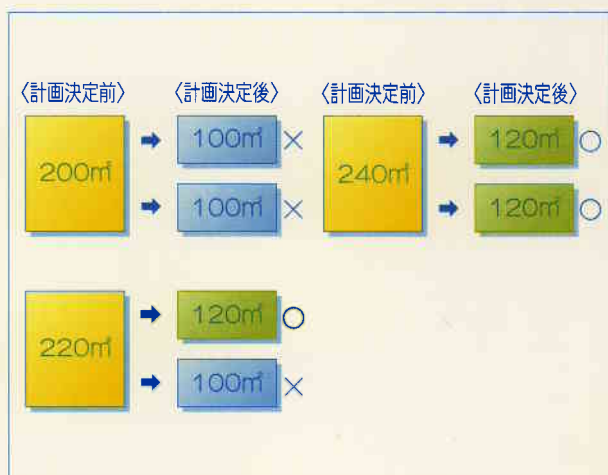 〈計画決定前〉 〈計画決定後〉 〈計画決定前〉 〈計画決定後〉
200㎡ ➡ 100㎡ × 240㎡ ➡ 120㎡ ○
➡ 100㎡ × ➡ 120㎡ ○
220㎡ ➡ 120㎡ ○
➡ 100㎡ ×